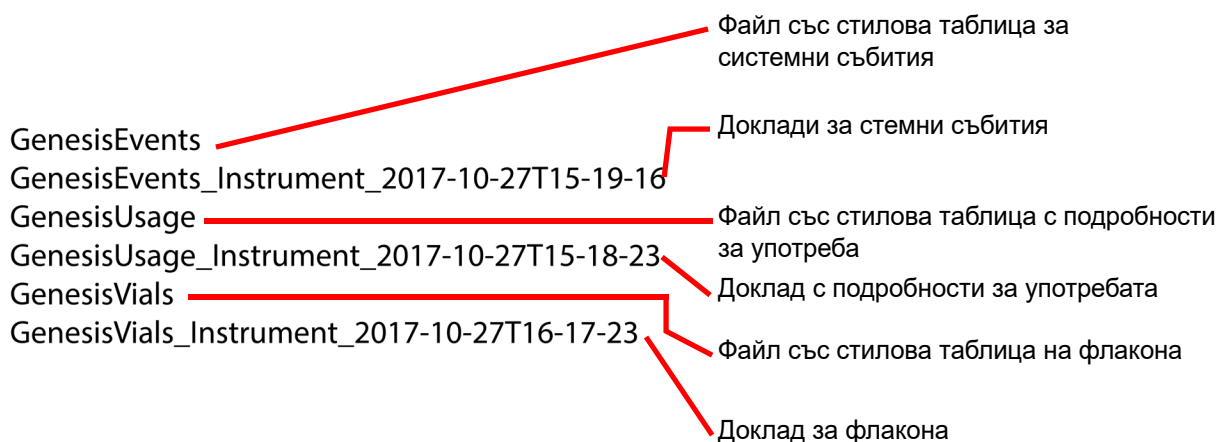 Файл със стилова таблица за
системни събития
Доклади за стемни събития
GenesisEvents
GenesisEvents_Instrument_2017-10-27T15-19-16
GenesisUsage
Файл със стилова таблица с подробности
за употреба
GenesisUsage_Instrument_2017-10-27T15-18-23
Доклад с подробности за употребата
GenesisVials
GenesisVials_Instrument_2017-10-27T16-17-23
Файл със стилова таблица на флакона
Доклад за флакона